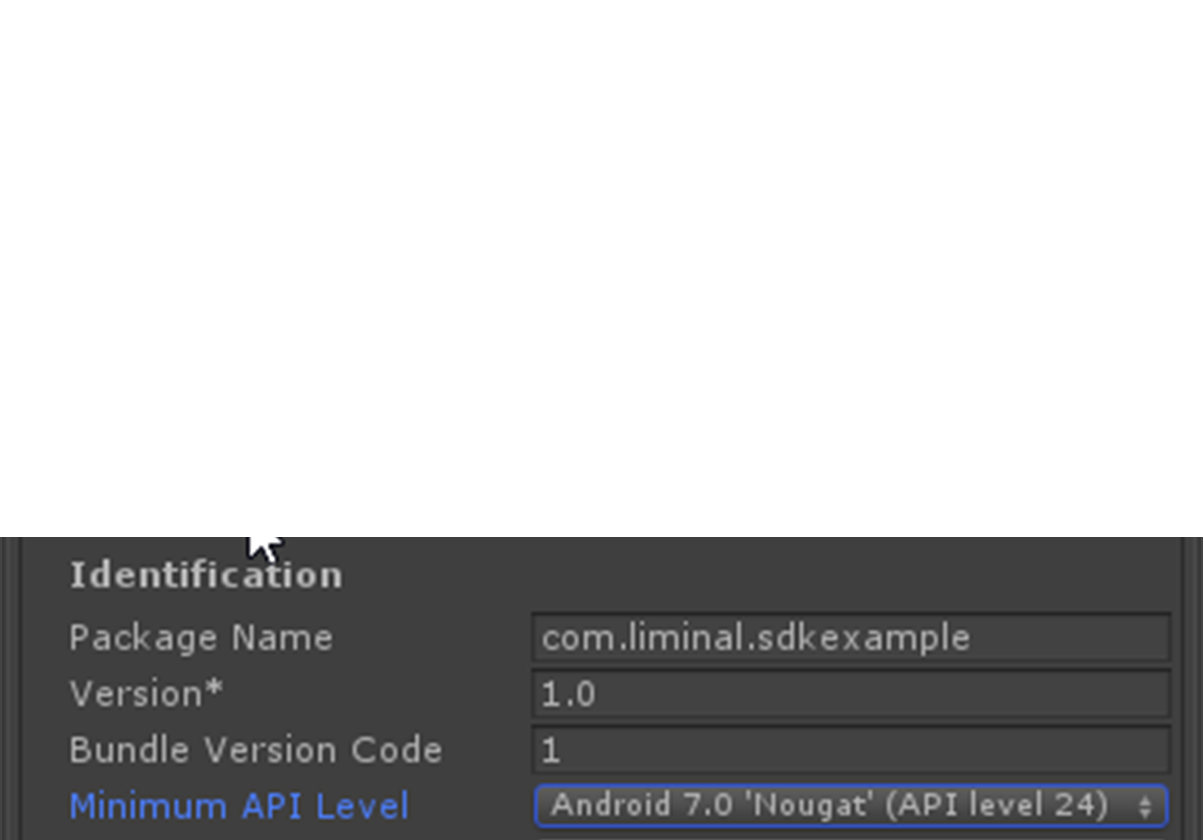 Identification
Package Name com.liminal.sdkexample
Version* 1.0
Bundle Version Code 1
Minimum API Level Android 7.0 'Nougat' (API level 24)